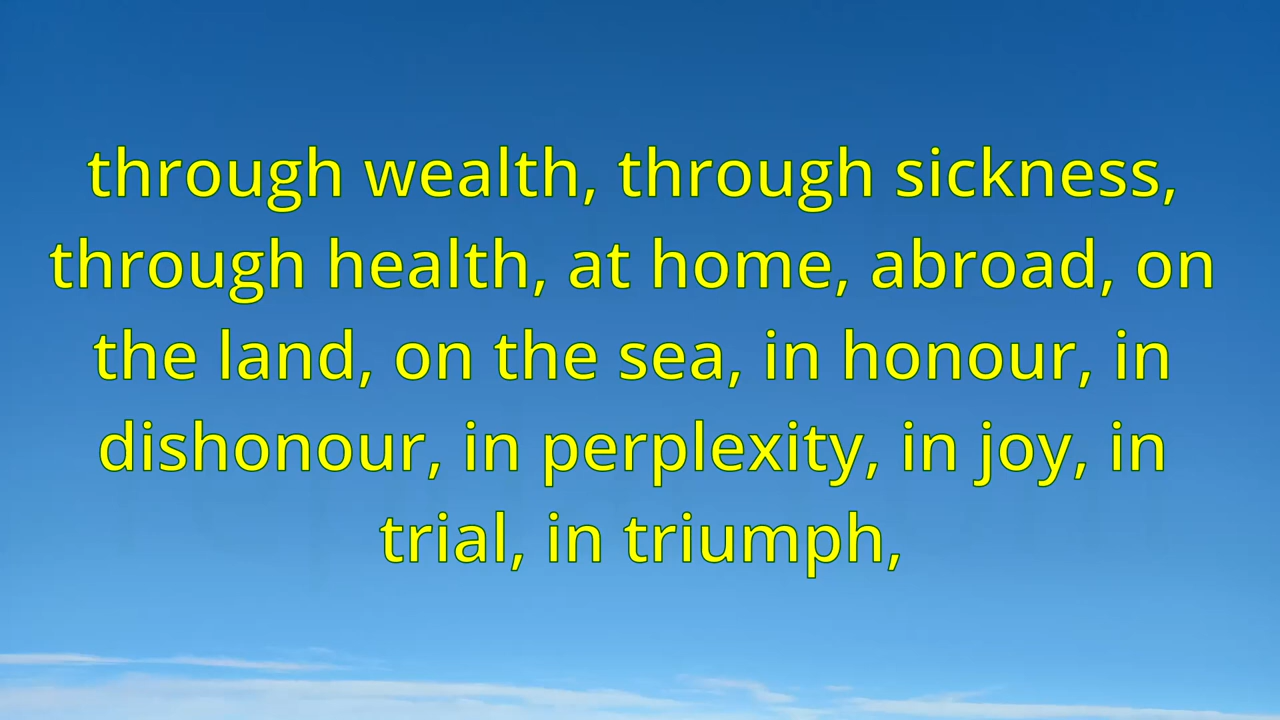 through wealth, through sickness,
through health, at home, abroad, on
the land, on the sea, in honour, in
dishonour, in perplexity, in joy, in
trial, in triumph,